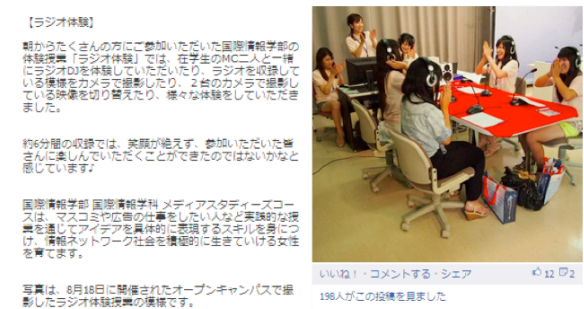 【ラジオ体験】
朝からたくさんの方にご参加いただいた国際情報学部の
体験授業「ラジオ体験」では、在学生のMC二人と一緒
にラジオDJを体験していただいたり、ラジオを収録して
いる模様をカメラで撮影したり、２台のカメラで撮影し
ている映像を切り替えたり、様々な体験をしていただき
ました。
約6分間の収録では、笑顔が絶えず、参加いただいた皆
さんに楽しんでいただくことができたのではないかなと
感じています♪
国際情報学部 国際情報学科 メディアスタディーズコー
スは、マスコミや広告の仕事をしたい人など実践的な授
業を通じてアイデアを具体的に表現するスキルを身につ
け、情報ネットワーク社会を積極的に生きていける女性
を育てます。
写真は、8月18日に開催されたオープンキャンパスで撮
影したラジオ体験授業の模様です。
いいね！・コメントする・シェア 12 2
198人がこの投稿を見ました